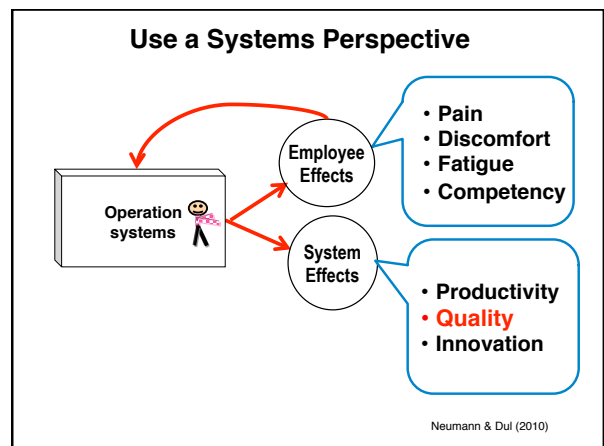 Use a Systems Perspective
Operation
systems
Employee
Effects
• Pain
• Discomfort
• Fatigue
• Competency
System
Effects
• Productivity
• Quality
• Innovation
Neumann & Dul (2010)